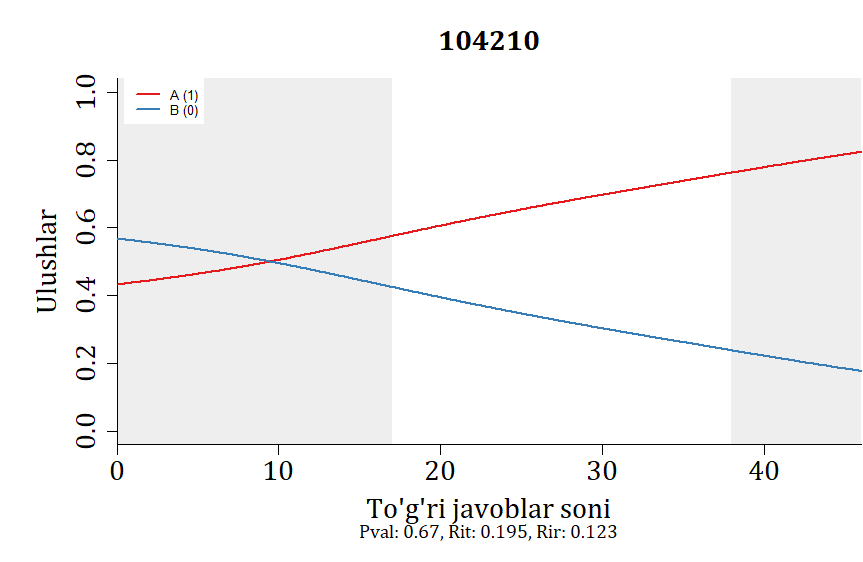 104210
A (1)
B (0)
1.0
0.8
0.6
0.4
0.2
0.0
Ulushlar
0 10 20 30 40
To'g'ri javoblar soni
Pval: 0.67, Rit: 0.195, Rir: 0.123